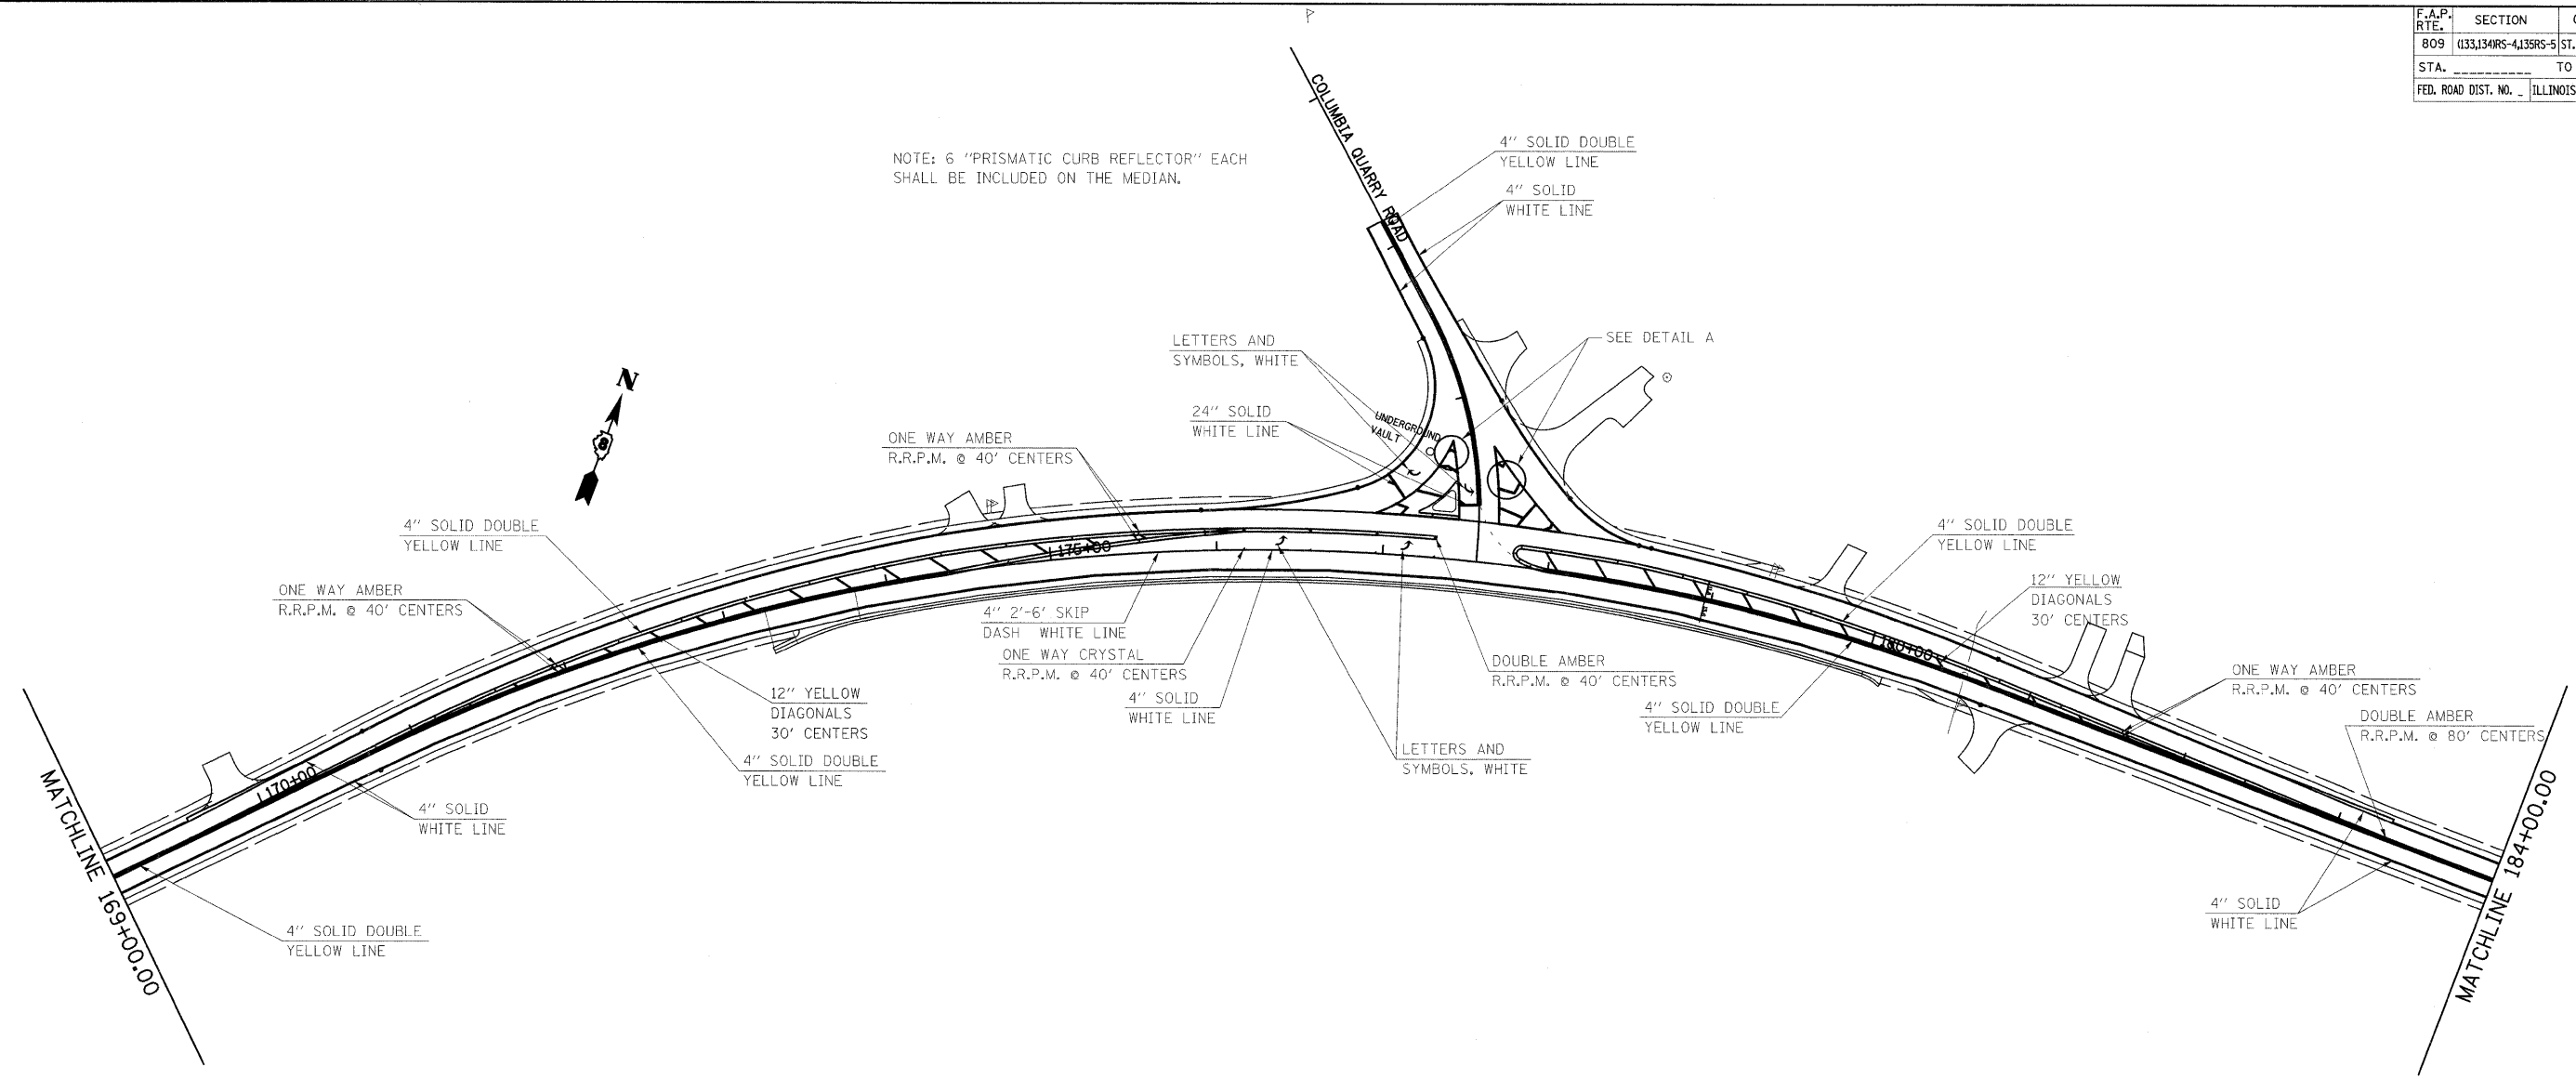 F.A.P. RTE. SECTION
809 (133,134)RS-4,135RS-5 ST.
STA. __________ TO
FED. ROAD DIST. NO. _ ILLINOIS
COLUMBIA QUARRY ROAD
NOTE: 6 "PRISMATIC CURB REFLECTOR" EACH
SHALL BE INCLUDED ON THE MEDIAN.
4" SOLID DOUBLE
YELLOW LINE
4" SOLID
WHITE LINE
LETTERS AND
SYMBOLS, WHITE
SEE DETAIL A
N
8
24" SOLID
WHITE LINE
UNDERGROUND
VAULT
ONE WAY AMBER
R.R.P.M. @ 40' CENTERS
4" SOLID DOUBLE
YELLOW LINE
4" SOLID DOUBLE
YELLOW LINE
175+00
ONE WAY AMBER
R.R.P.M. @ 40' CENTERS
12" YELLOW
DIAGONALS
30' CENTERS
4" 2'-6' SKIP
DASH WHITE LINE
180+00
ONE WAY CRYSTAL
R.R.P.M. @ 40' CENTERS
DOUBLE AMBER
R.R.P.M. @ 40' CENTERS
ONE WAY AMBER
R.R.P.M. @ 40' CENTERS
12" YELLOW
DIAGONALS
30' CENTERS
4" SOLID
WHITE LINE
4" SOLID DOUBLE
YELLOW LINE
DOUBLE AMBER
R.R.P.M. @ 80' CENTERS
4" SOLID DOUBLE
YELLOW LINE
LETTERS AND
SYMBOLS, WHITE
170+00
4" SOLID
WHITE LINE
MATCHLINE 169+00.00
MATCHLINE 184+00.00
4" SOLID DOUBLE
YELLOW LINE
4" SOLID
WHITE LINE